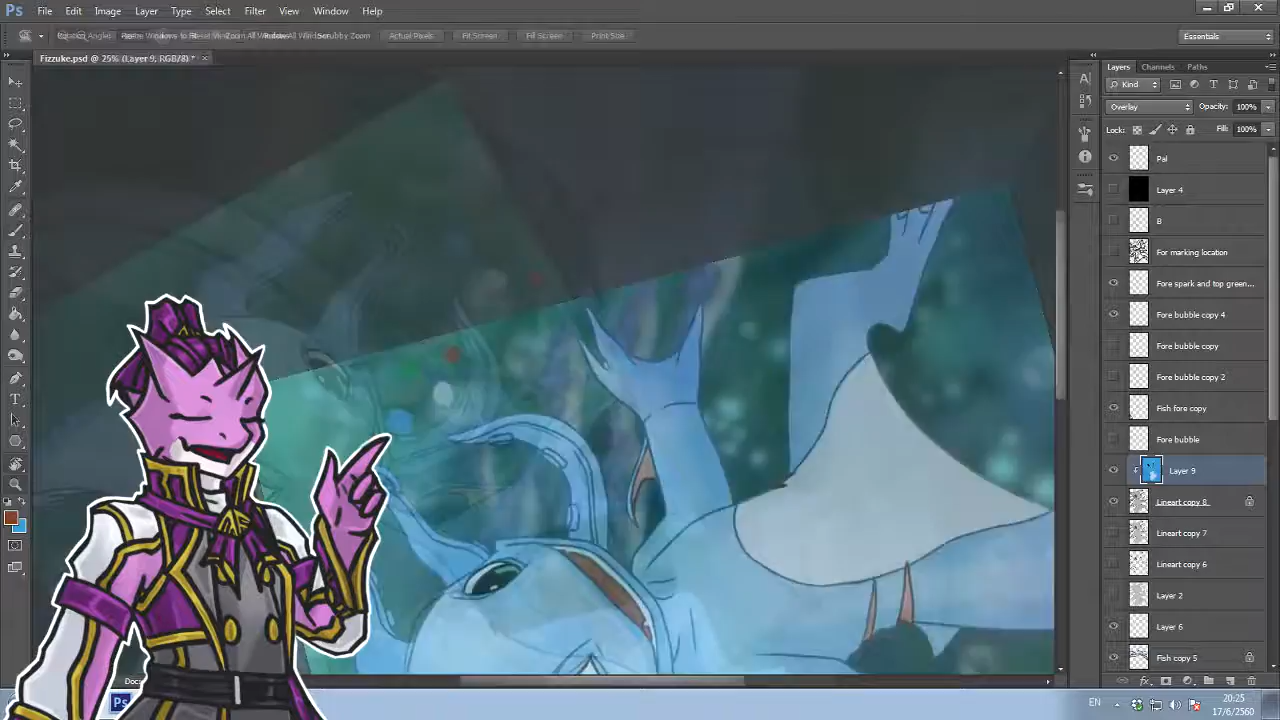 Ps File Edit Image Layer Type Select Filter View Window Help
Actual Pixels Fit Screen Fill Screen Print Size Essentials
Fizzuke.psd @ 25% (Layer 9, RGB/8) * ×
Layers Channels Paths
Kind
Overlay Opacity: 100%
Lock: Fill: 100%
Pal
Layer 4
B
For marking location
Fore spark and top green...
Fore bubble copy 4
Fore bubble copy
Fore bubble copy 2
Fish fore copy
Fore bubble
Layer 9
Lineart copy 8
Lineart copy 7
Lineart copy 6
Layer 2
Layer 6
Fish copy 5
Doc
Ps
EN
20:25
17/6/2560